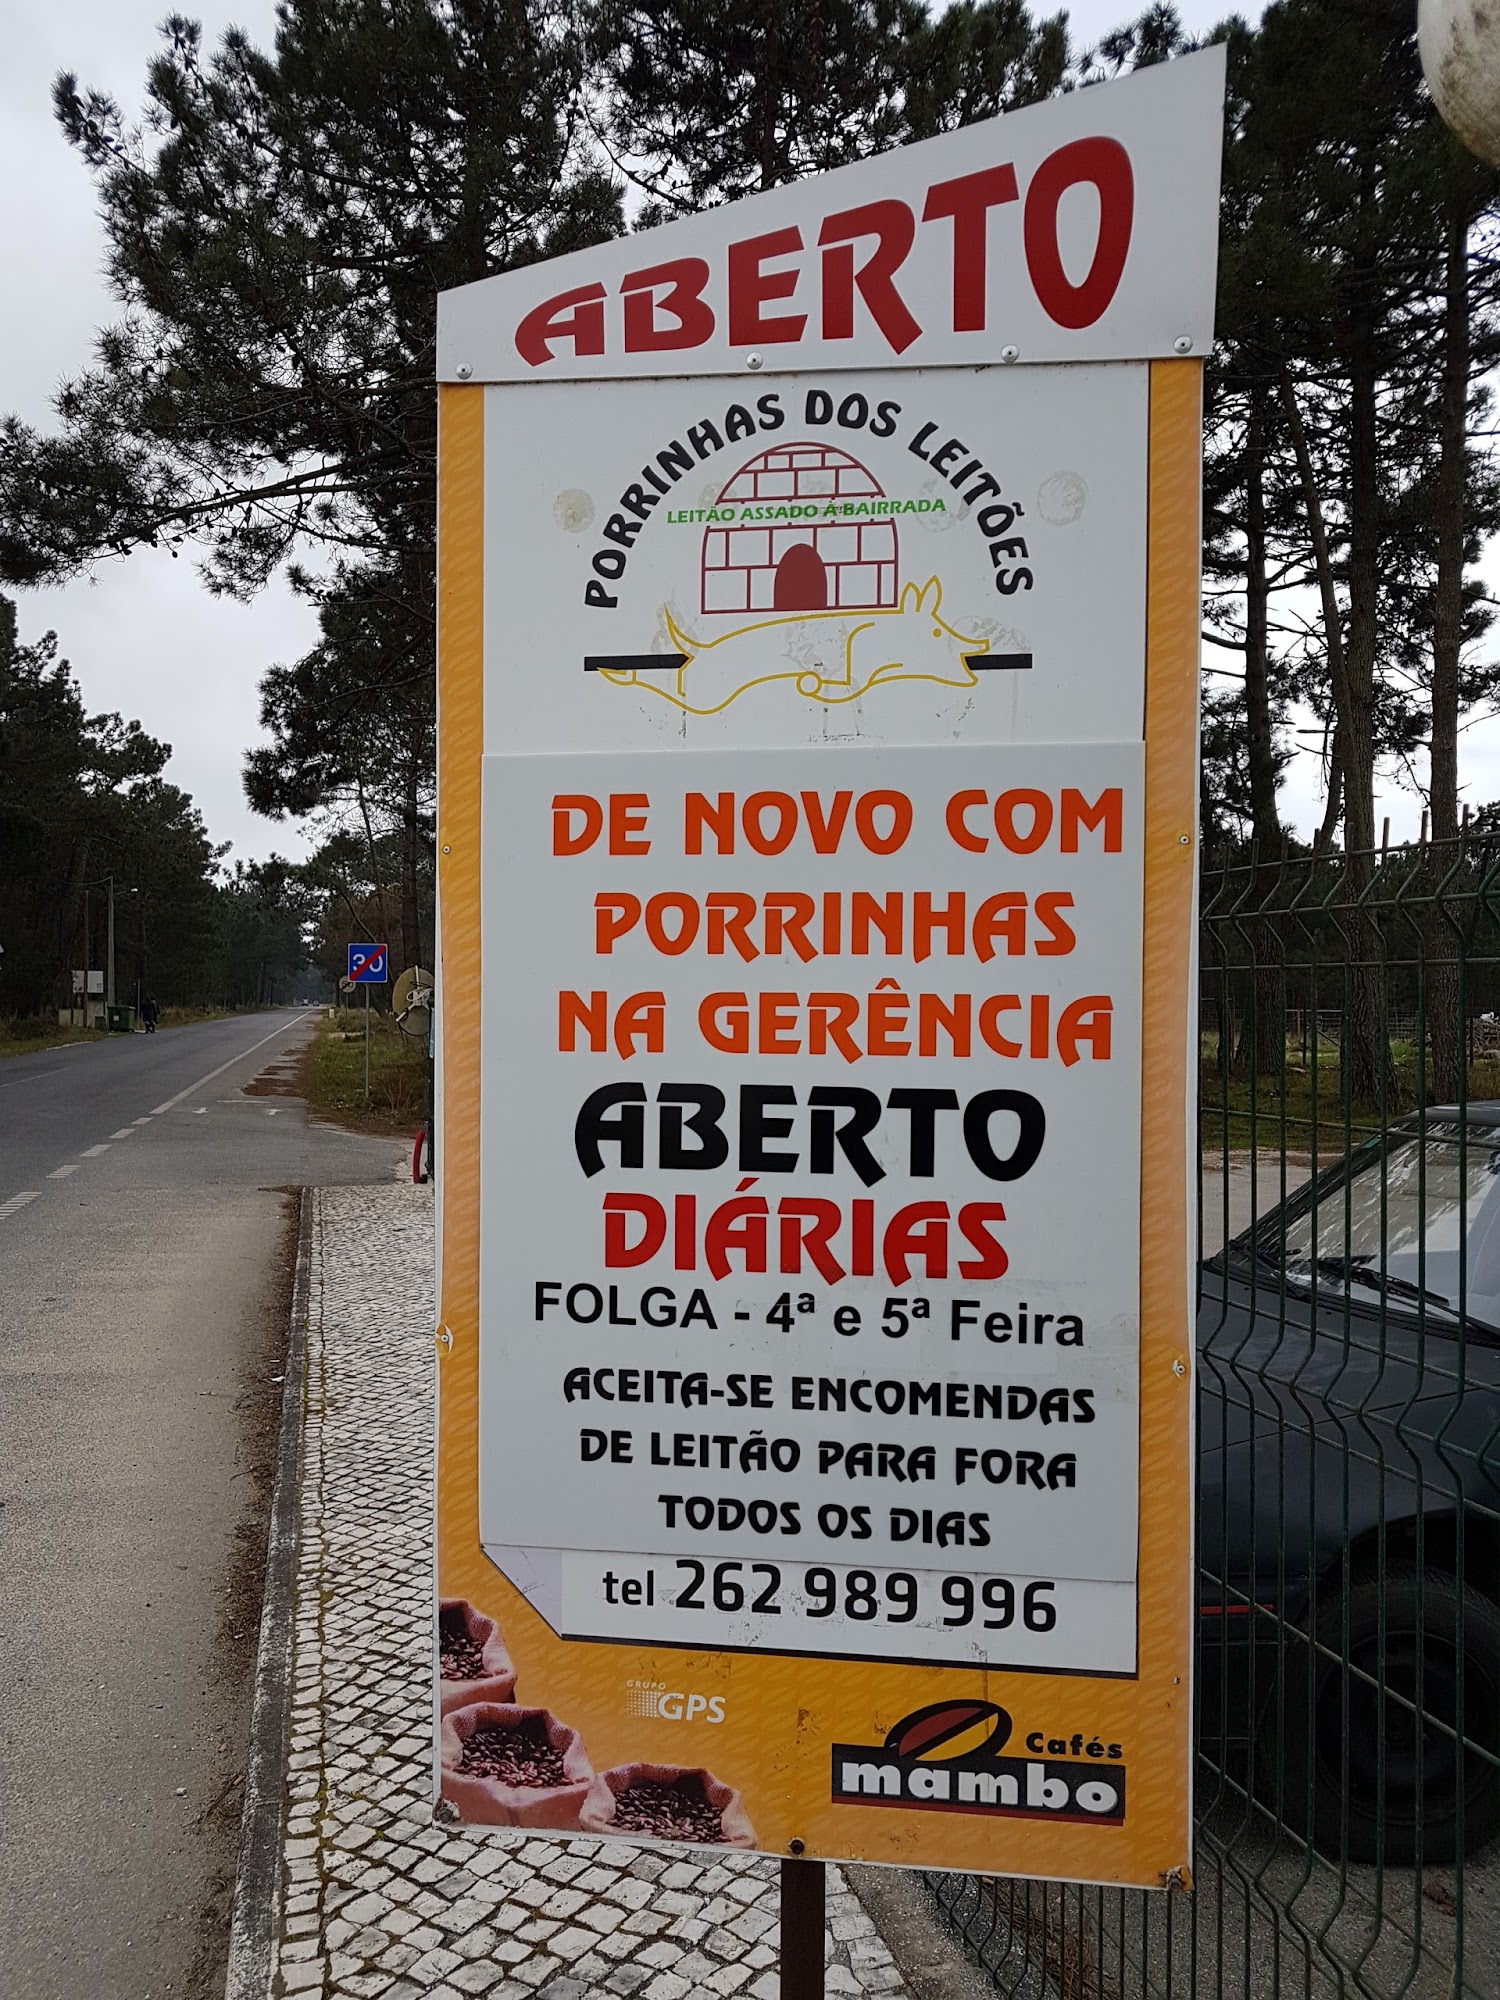 ABERTO
PORRINHAS DOS LEITÕES
LEITÃO ASSADO Á BAIRRADA
DE NOVO COM
PORRINHAS
NA GERÊNCIA
ABERTO
DIÁRIAS
FOLGA - 4ª e 5ª Feira
ACEITA-SE ENCOMENDAS
DE LEITÃO PARA FORA
TODOS OS DIAS
tel 262 989 996
GRUPO
GPS
Cafés
mambo
30